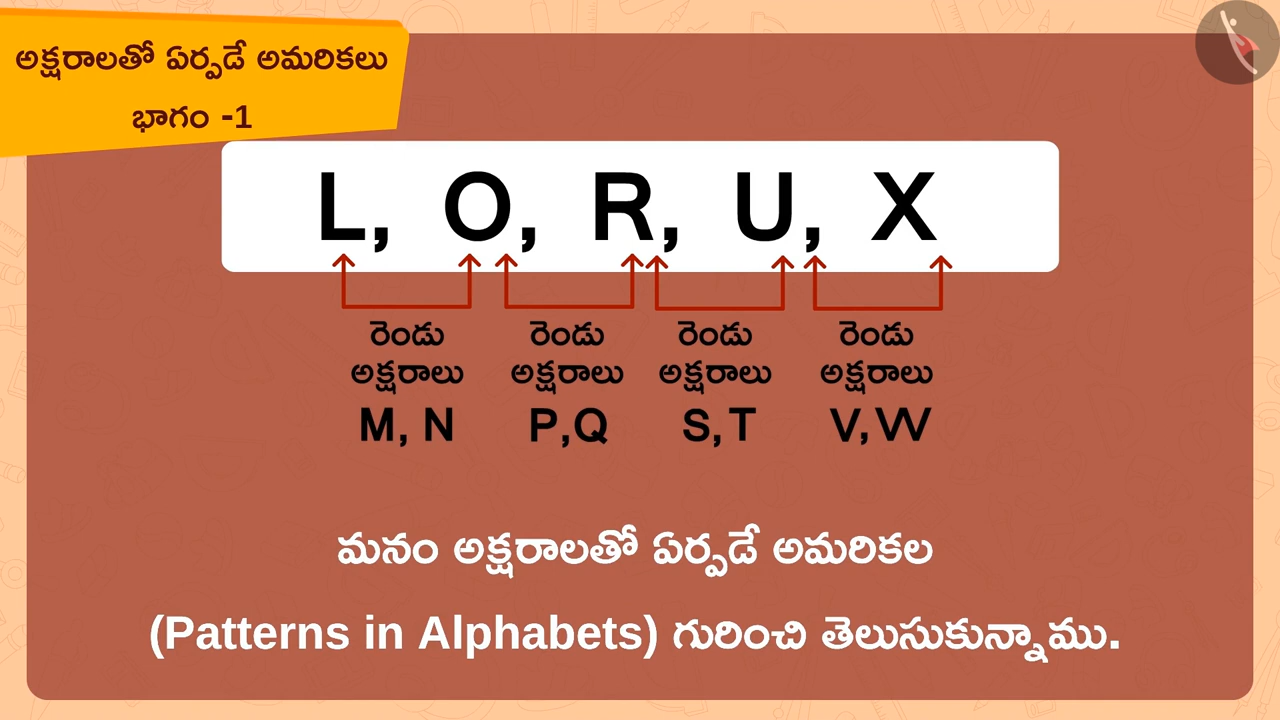 అక్షరాలతో ఏర్పడే అమరికలు
భాగం -1
L, O, R, U, X
రెండు రెండు రెండు రెండు
అక్షరాలు అక్షరాలు అక్షరాలు అక్షరాలు
M, N P,Q S,T V,W
మనం అక్షరాలతో ఏర్పడే అమరికల
(Patterns in Alphabets) గురించి తెలుసుకున్నాము.